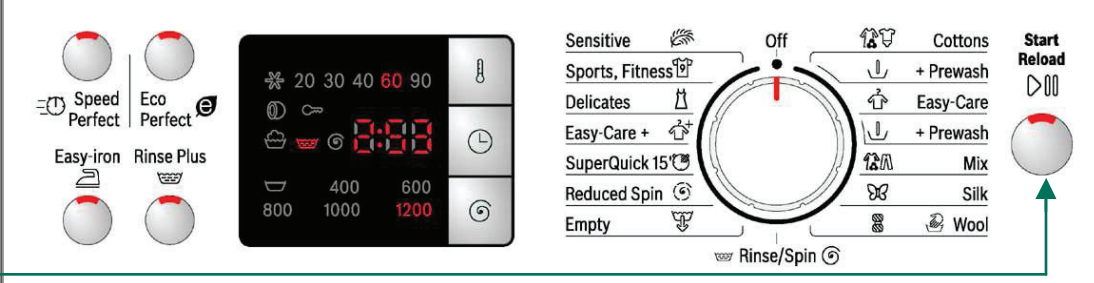 Speed
Perfect
Eco
Perfect
Easy-iron
Rinse Plus
20 30 40 60 90
2:53
400 600
800 1000 1200
Off
Sensitive
Sports, Fitness
Delicates
Easy-Care +
SuperQuick 15'
Reduced Spin
Empty
Rinse/Spin
Cottons
+ Prewash
Easy-Care
+ Prewash
Mix
Silk
Wool
Start
Reload